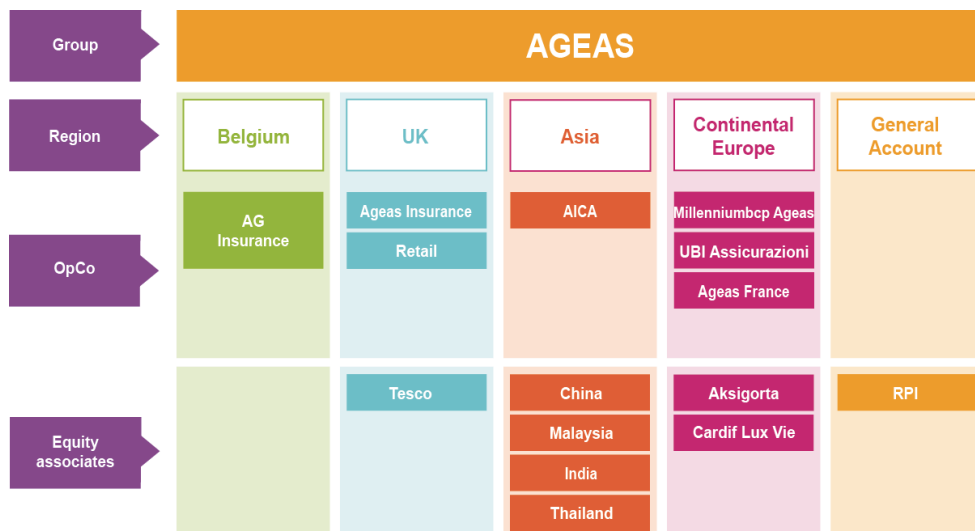 Group
AGEAS
Region
Belgium
UK
Asia
Continental
Europe
General
Account
OpCo
AG
Insurance
Ageas Insurance
Retail
AICA
Millenniumbcp Ageas
UBI Assicurazioni
Ageas France
Equity
associates
Tesco
China
Malaysia
India
Thailand
Aksigorta
Cardif Lux Vie
RPI